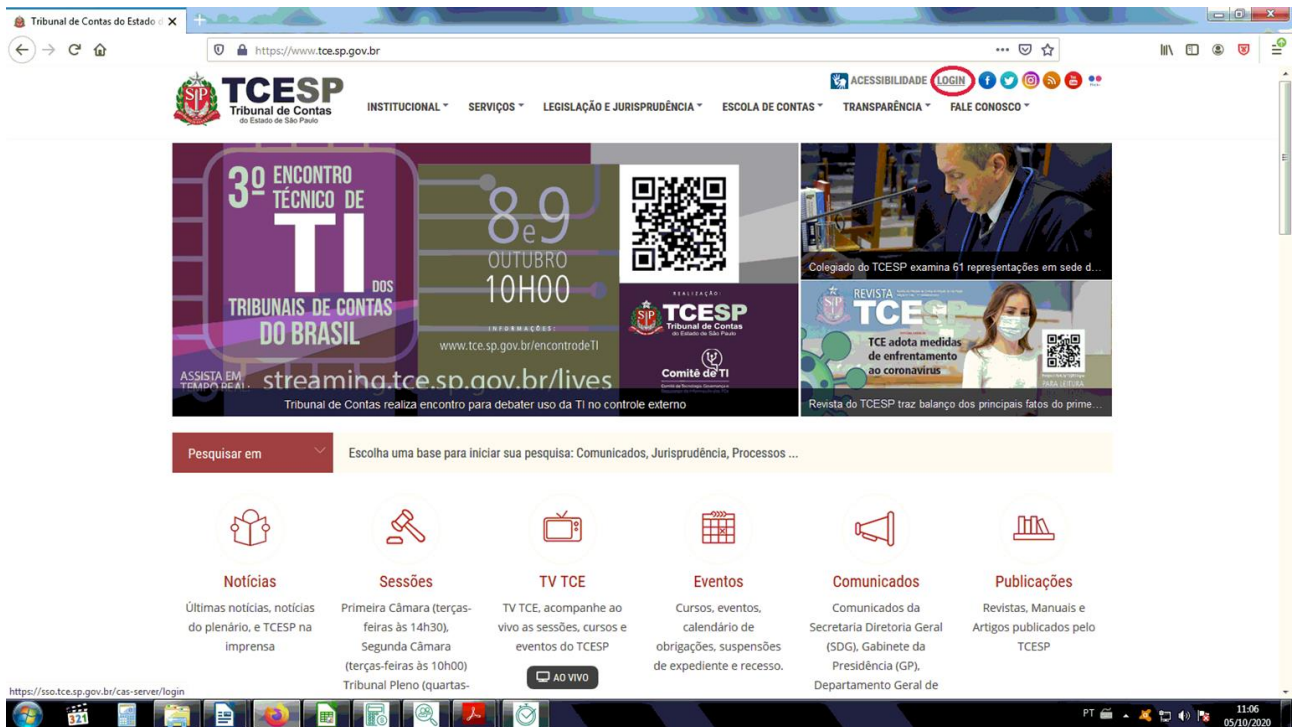 Tribunal de Contas do Estado d
https://www.tce.sp.gov.br
ACESSIBILIDADE LOGIN
TCESP
Tribunal de Contas
do Estado de São Paulo
INSTITUCIONAL SERVIÇOS LEGISLAÇÃO E JURISPRUDÊNCIA ESCOLA DE CONTAS TRANSPARÊNCIA FALE CONOSCO
3º ENCONTRO
TÉCNICO DE
TI
DOS
TRIBUNAIS DE CONTAS
DO BRASIL
ASSISTA EM
TEMPO REAL:
streaming.tce.sp.gov.br/lives
8 e 9
OUTUBRO
10H00
INFORMAÇÕES:
www.tce.sp.gov.br/encontrodeTI
REALIZAÇÃO:
TCESP
Tribunal de Contas
do Estado de São Paulo
Comitê de TI
Tribunal de Contas realiza encontro para debater uso da TI no controle externo
Colegiado do TCESP examina 61 representações em sede d...
REVISTA
TCESP
TCE adota medidas
de enfrentamento
ao coronavírus
PARA LEITURA
Revista do TCESP traz balanço dos principais fatos do prime...
Pesquisar em
Escolha uma base para iniciar sua pesquisa: Comunicados, Jurisprudência, Processos ...
Notícias
Últimas notícias, notícias
do plenário, e TCESP na
imprensa
Sessões
Primeira Câmara (terças-
feiras às 14h30),
Segunda Câmara
(terças-feiras às 10h00)
Tribunal Pleno (quartas-
TV TCE
TV TCE, acompanhe ao
vivo as sessões, cursos e
eventos do TCESP
AO VIVO
Eventos
Cursos, eventos,
calendário de
obrigações, suspensões
de expediente e recesso.
Comunicados
Comunicados da
Secretaria Diretoria Geral
(SDG), Gabinete da
Presidência (GP),
Departamento Geral de
Publicações
Revistas, Manuais e
Artigos publicados pelo
TCESP
https://sso.tce.sp.gov.br/cas-server/login
321
PT
11:06
05/10/2020